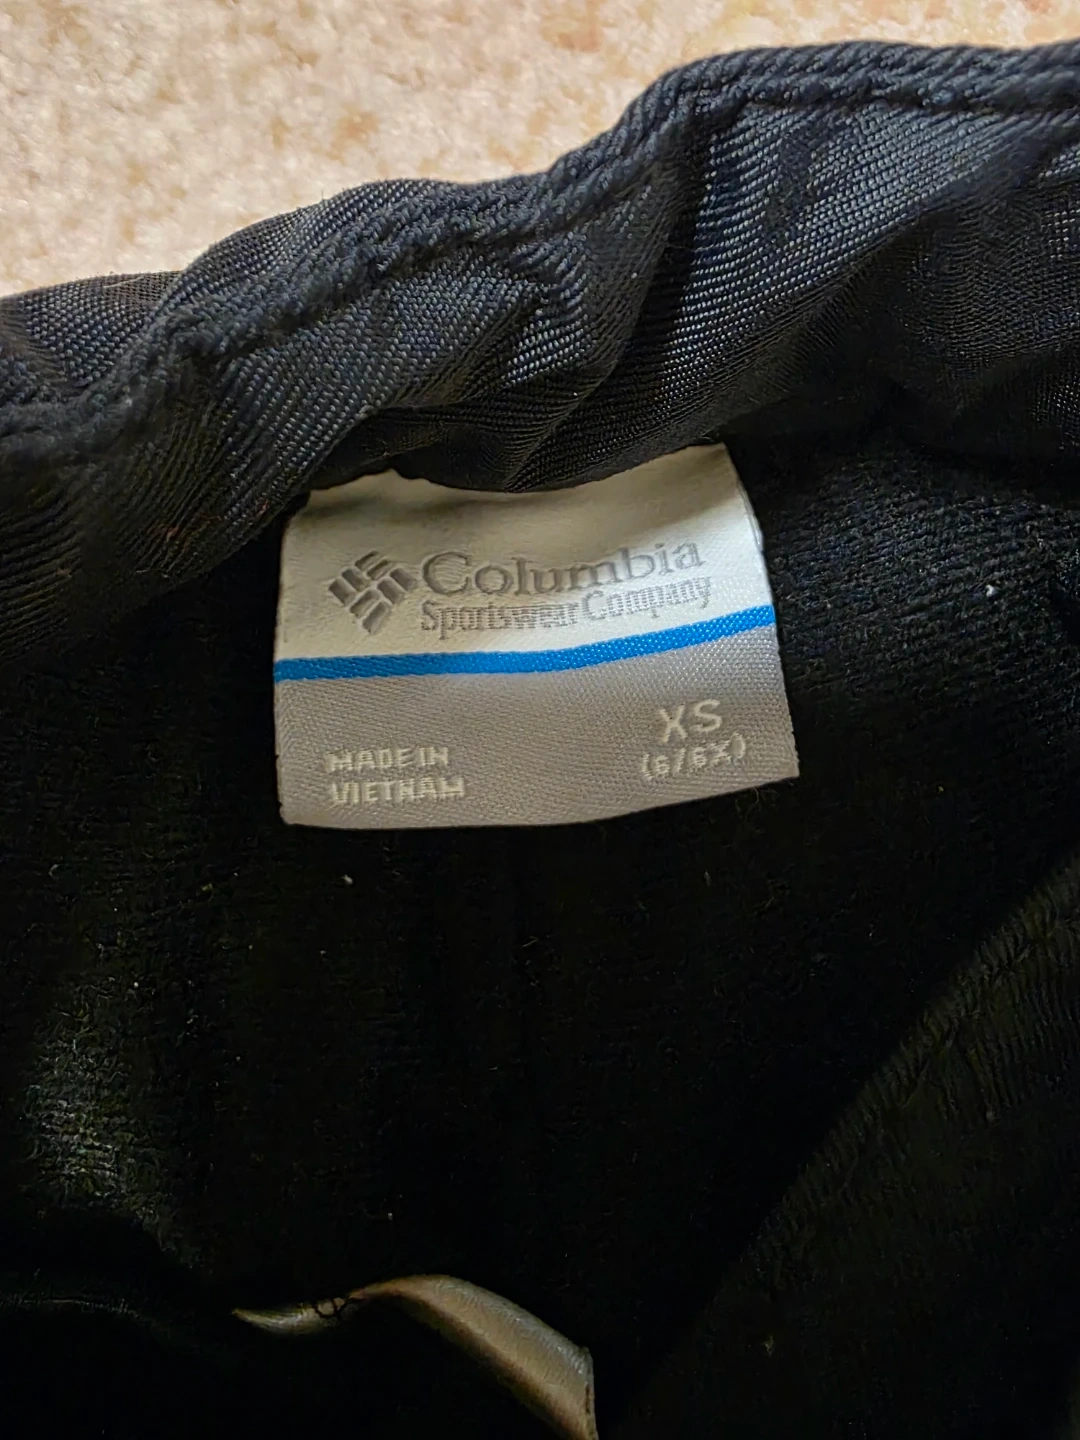 Columbia
Sportswear Company
XS
(6/6X)
MADE IN
VIETNAM